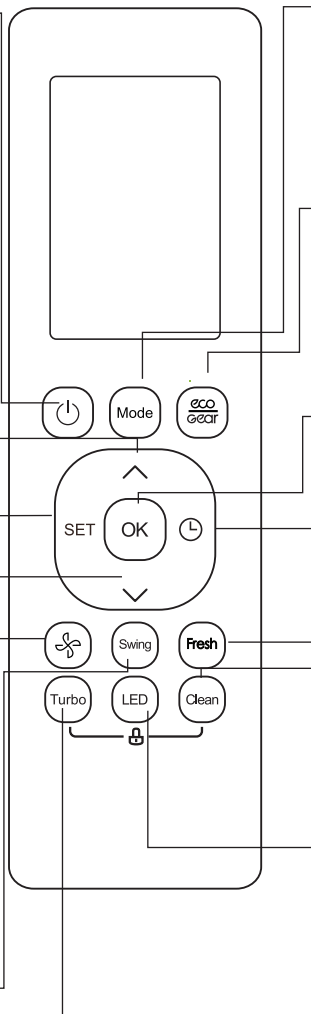 Mode
eco
Gear
SET
OK
Swing
Fresh
Turbo
LED
Clean